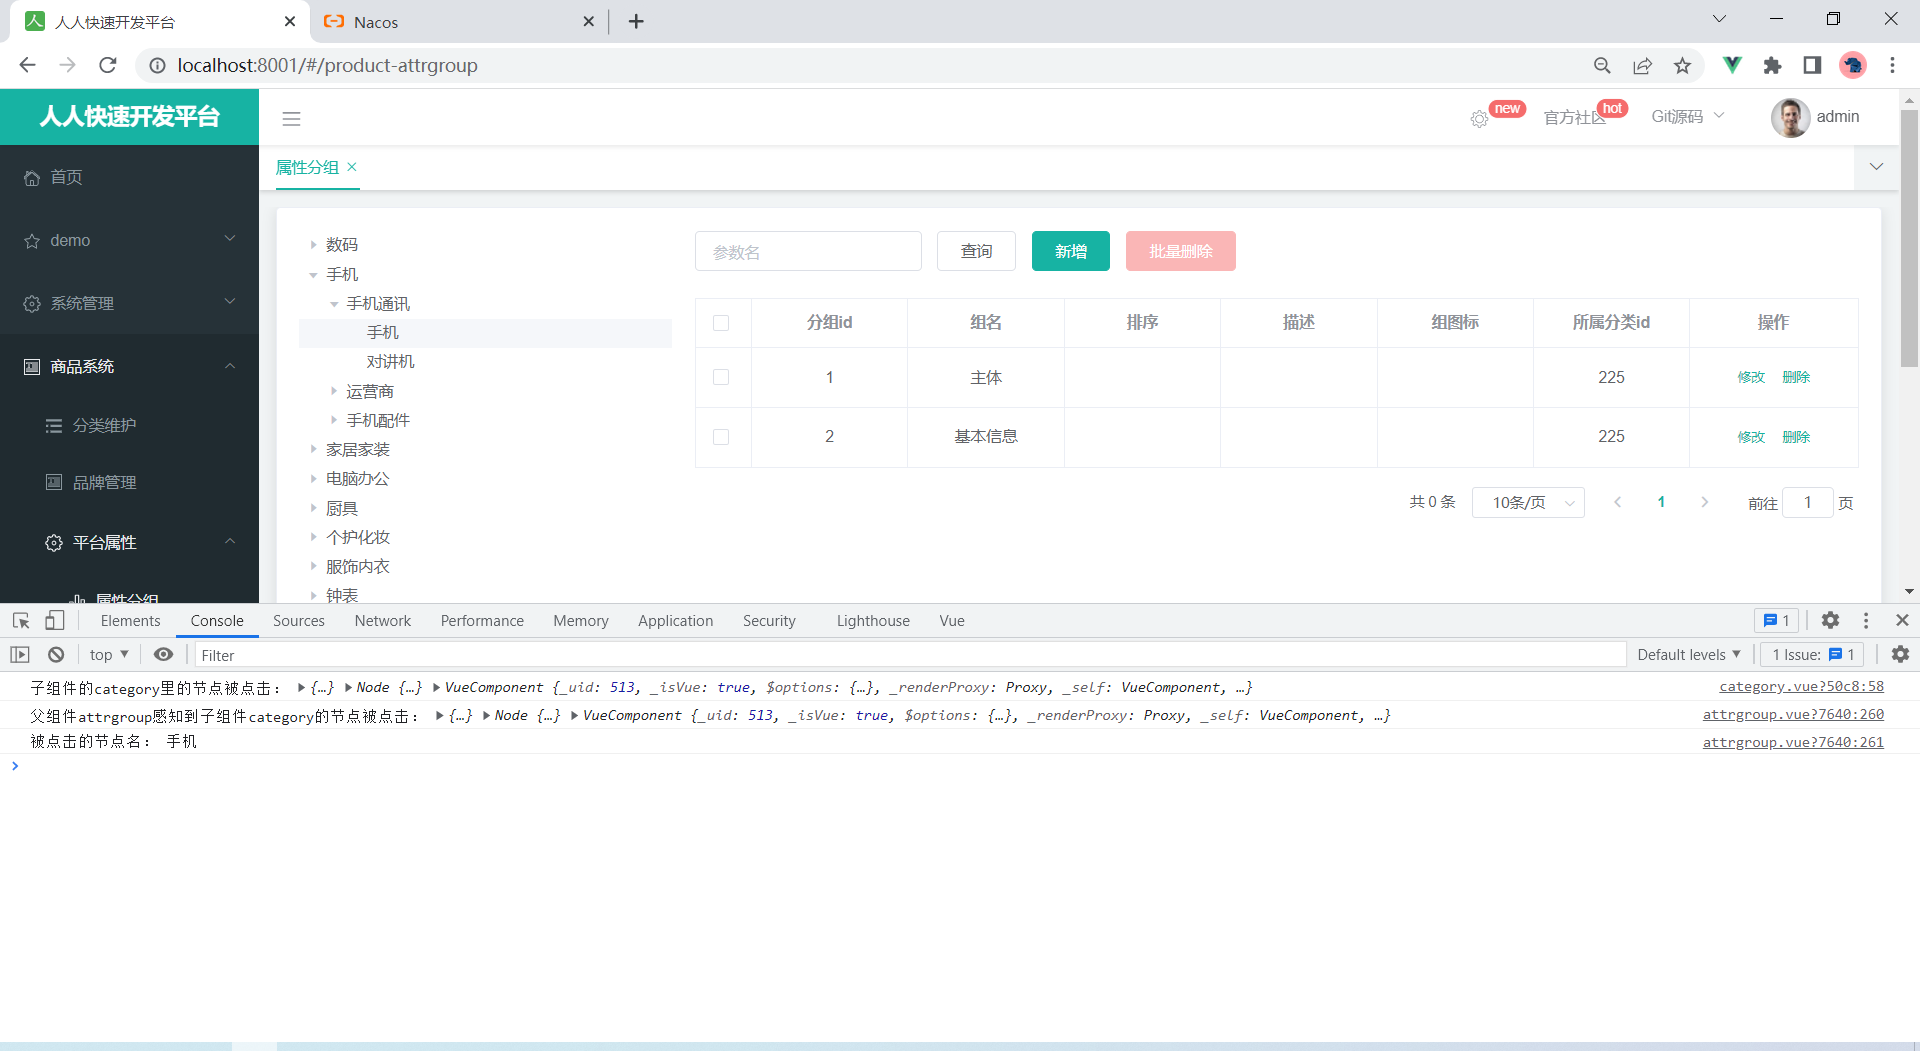 人人快速开发平台
Nacos
localhost:8001/#/product-attrgroup
人人快速开发平台
new
官方社区
hot
Git源码
admin
首页
demo
系统管理
商品系统
分类维护
品牌管理
平台属性
属性分组
属性分组
数码
手机
手机通讯
手机
对讲机
运营商
手机配件
家居家装
电脑办公
厨具
个护化妆
服饰内衣
钟表
参数名 查询 新增 批量删除
分组id 组名 排序 描述 组图标 所属分类id 操作
1 主体 225 修改 删除
2 基本信息 225 修改 删除
共 0 条 10条/页 1 前往 1 页
Elements Console Sources Network Performance Memory Application Security Lighthouse Vue 1
top Filter Default levels 1 Issue: 1
子组件的category里的节点被点击： {…} Node {…} VueComponent {_uid: 513, _isVue: true, $options: {…}, _renderProxy: Proxy, _self: VueComponent, …} category.vue?50c8:58
父组件attrgroup感知到子组件category的节点被点击： {…} Node {…} VueComponent {_uid: 513, _isVue: true, $options: {…}, _renderProxy: Proxy, _self: VueComponent, …} attrgroup.vue?7640:260
被点击的节点名： 手机 attrgroup.vue?7640:261